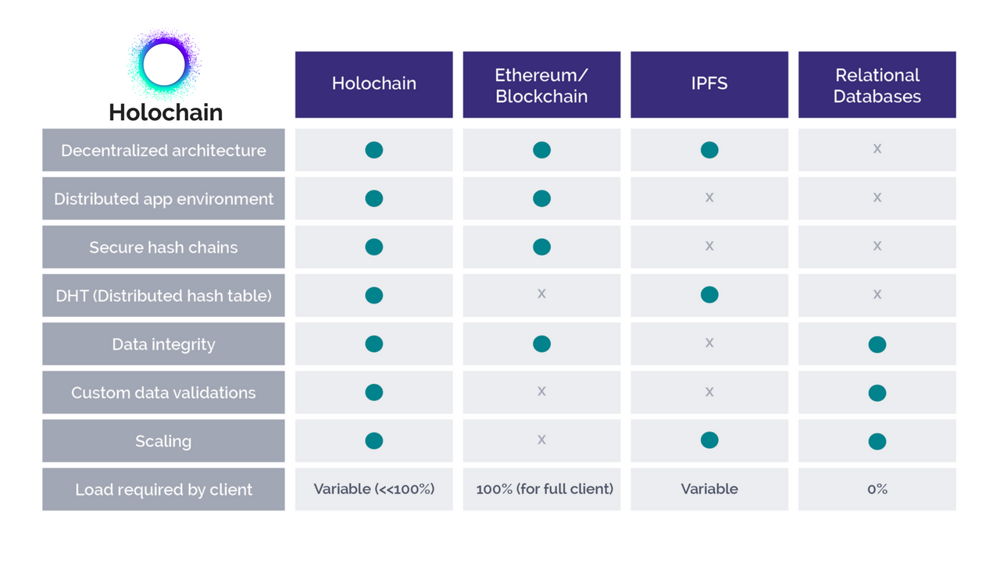 Holochain
Holochain
Ethereum/
Blockchain
IPFS
Relational
Databases
Decentralized architecture
x
Distributed app environment
x
x
Secure hash chains
x
x
DHT (Distributed hash table)
x
x
Data integrity
x
Custom data validations
x
x
Scaling
x
Load required by client
Variable (<<100%)
100% (for full client)
Variable
0%